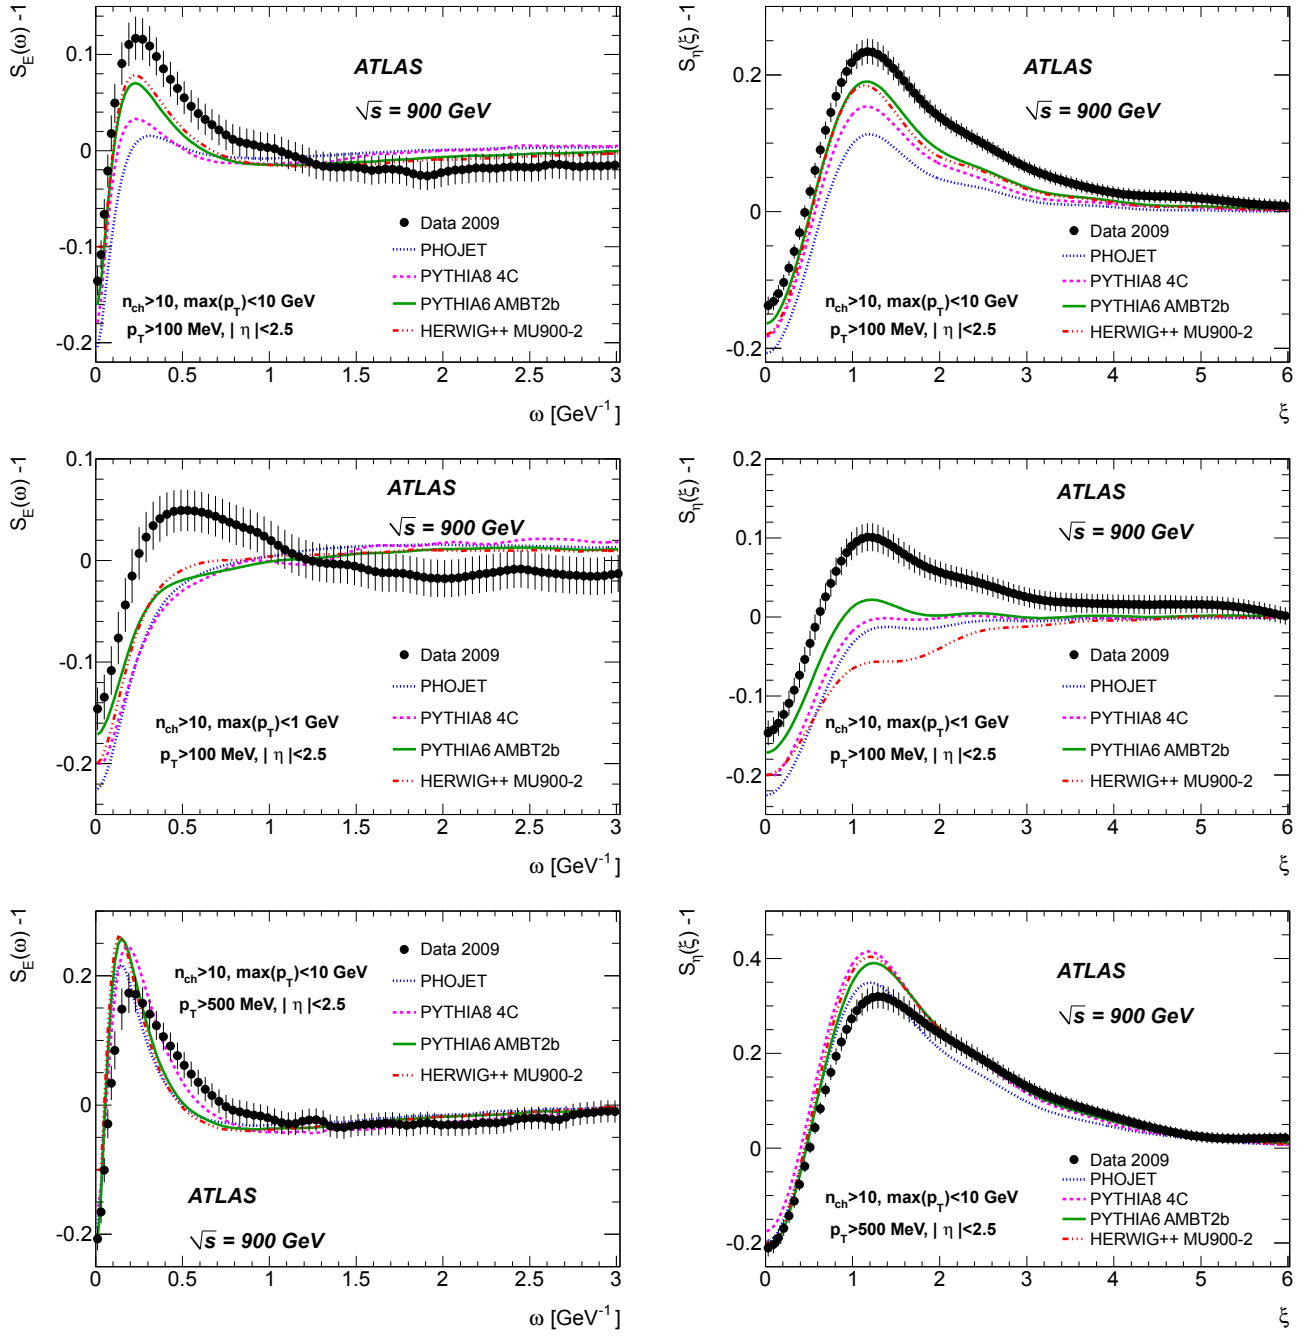 S_E(ω) -1
0.1
0
-0.1
-0.2
ATLAS
√s = 900 GeV
Data 2009
PHOJET
PYTHIA8 4C
PYTHIA6 AMBT2b
HERWIG++ MU900-2
n_ch>10, max(p_T)<10 GeV
p_T>100 MeV, | η |<2.5
0 0.5 1 1.5 2 2.5 3
ω [GeV^-1]
S_η(ξ) -1
0.2
0
-0.2
ATLAS
√s = 900 GeV
Data 2009
PHOJET
PYTHIA8 4C
PYTHIA6 AMBT2b
HERWIG++ MU900-2
n_ch>10, max(p_T)<10 GeV
p_T>100 MeV, | η |<2.5
0 1 2 3 4 5 6
ξ
S_E(ω) -1
0.1
0
-0.1
-0.2
ATLAS
√s = 900 GeV
Data 2009
PHOJET
PYTHIA8 4C
PYTHIA6 AMBT2b
HERWIG++ MU900-2
n_ch>10, max(p_T)<1 GeV
p_T>100 MeV, | η |<2.5
0 0.5 1 1.5 2 2.5 3
ω [GeV^-1]
S_η(ξ) -1
0.2
0.1
0
-0.1
-0.2
ATLAS
√s = 900 GeV
Data 2009
PHOJET
PYTHIA8 4C
PYTHIA6 AMBT2b
HERWIG++ MU900-2
n_ch>10, max(p_T)<1 GeV
p_T>100 MeV, | η |<2.5
0 1 2 3 4 5 6
ξ
S_E(ω) -1
0.2
0
-0.2
Data 2009
PHOJET
PYTHIA8 4C
PYTHIA6 AMBT2b
HERWIG++ MU900-2
n_ch>10, max(p_T)<10 GeV
p_T>500 MeV, | η |<2.5
ATLAS
√s = 900 GeV
0 0.5 1 1.5 2 2.5 3
ω [GeV^-1]
S_η(ξ) -1
0.4
0.2
0
-0.2
ATLAS
√s = 900 GeV
Data 2009
PHOJET
PYTHIA8 4C
PYTHIA6 AMBT2b
HERWIG++ MU900-2
n_ch>10, max(p_T)<10 GeV
p_T>500 MeV, | η |<2.5
0 1 2 3 4 5 6
ξ